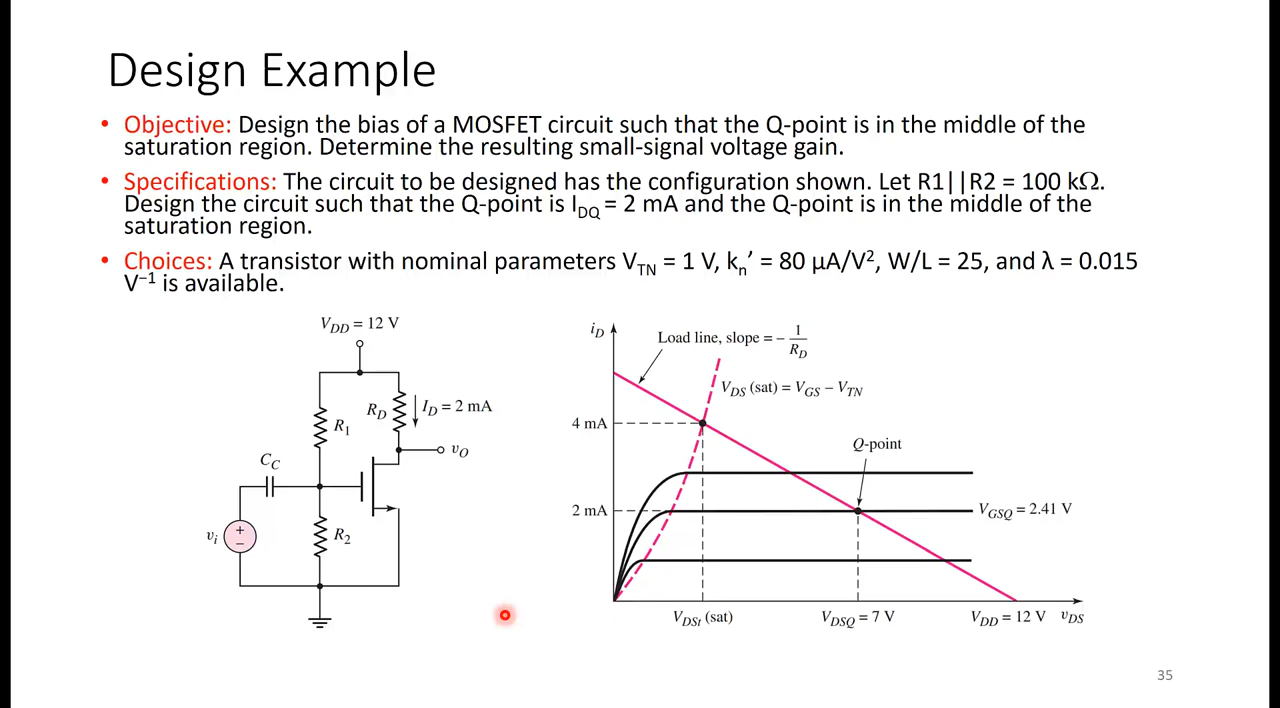 Design Example
• Objective: Design the bias of a MOSFET circuit such that the Q-point is in the middle of the
saturation region. Determine the resulting small-signal voltage gain.
• Specifications: The circuit to be designed has the configuration shown. Let R1||R2 = 100 kΩ.
Design the circuit such that the Q-point is I_DQ = 2 mA and the Q-point is in the middle of the
saturation region.
• Choices: A transistor with nominal parameters V_TN = 1 V, k_n′ = 80 µA/V², W/L = 25, and λ = 0.015
V⁻¹ is available.
V_DD = 12 V
R_D
I_D = 2 mA
R_1
v_O
C_C
v_i
+
−
R_2
i_D
Load line, slope = − 1/R_D
V_DS (sat) = V_GS − V_TN
4 mA
Q-point
2 mA
V_GSQ = 2.41 V
V_DSt (sat)
V_DSQ = 7 V
V_DD = 12 V
v_DS
35